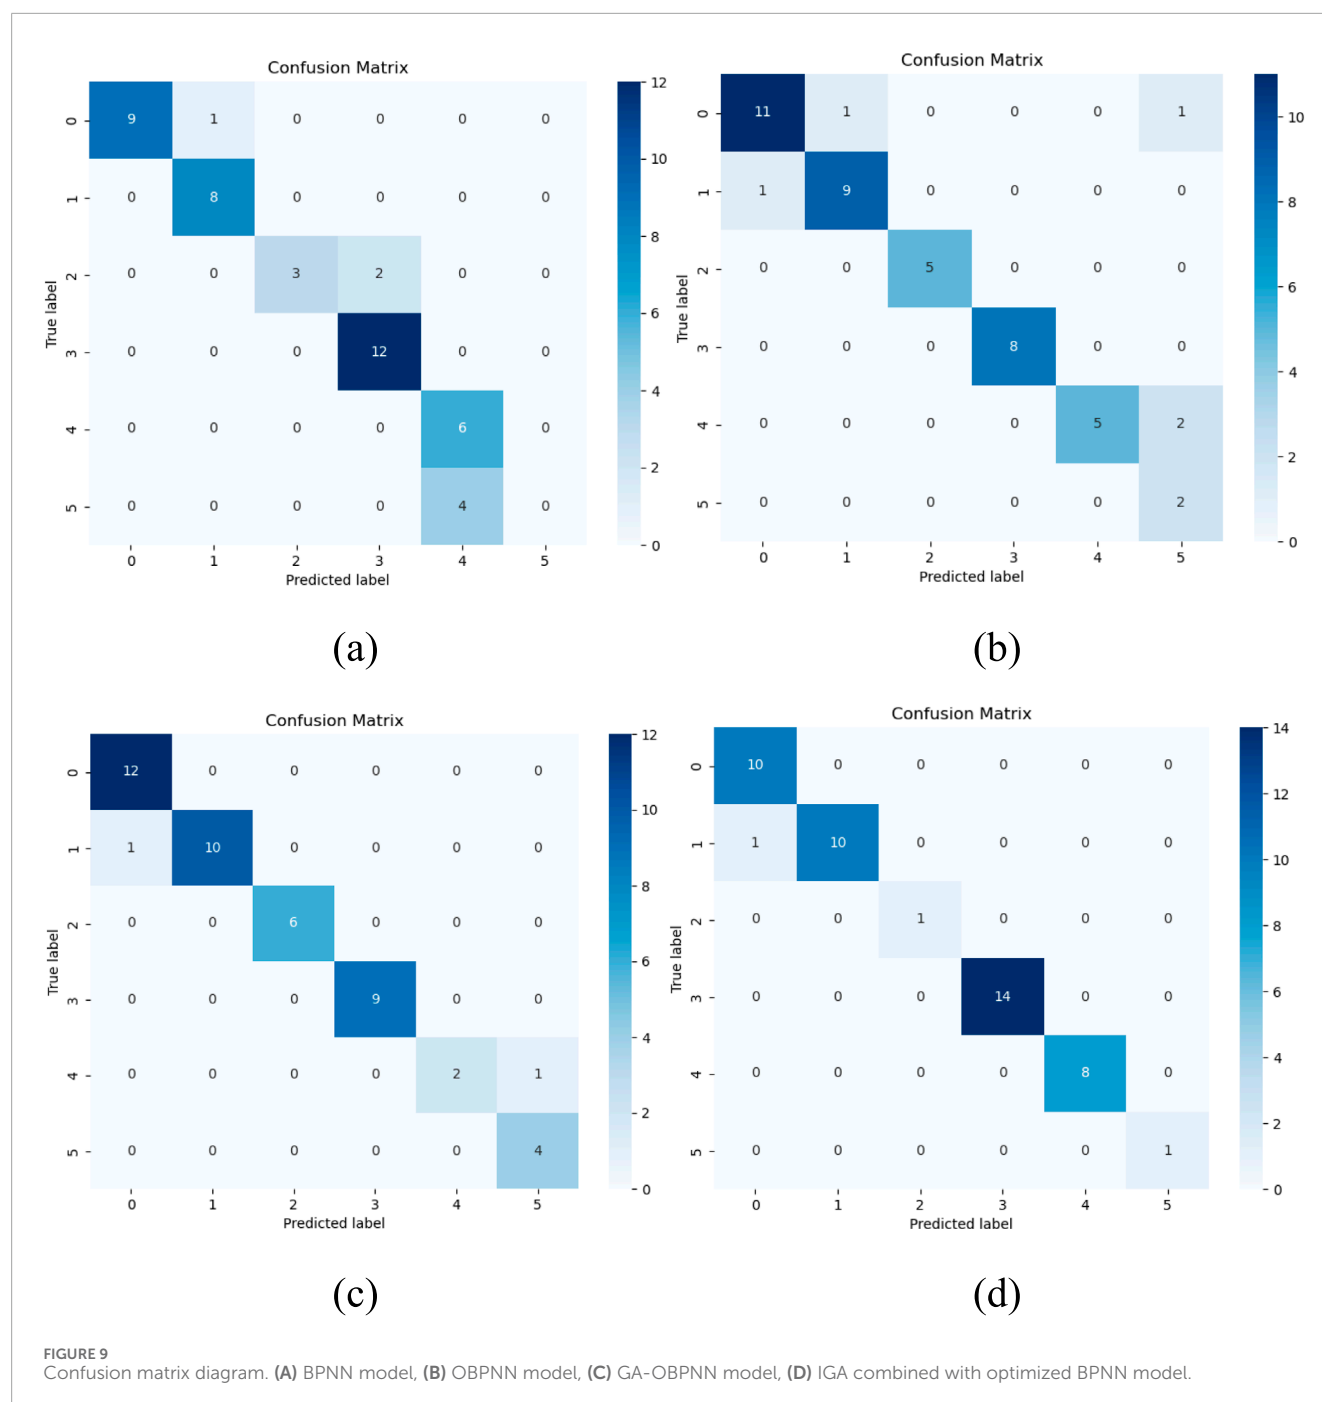 Confusion Matrix
True label
0 9 1 0 0 0 0
1 0 8 0 0 0 0
2 0 0 3 2 0 0
3 0 0 0 12 0 0
4 0 0 0 0 6 0
5 0 0 0 0 4 0
0 1 2 3 4 5
Predicted label
12
10
8
6
4
2
0
(a)
Confusion Matrix
True label
0 11 1 0 0 0 1
1 1 9 0 0 0 0
2 0 0 5 0 0 0
3 0 0 0 8 0 0
4 0 0 0 0 5 2
5 0 0 0 0 0 2
0 1 2 3 4 5
Predicted label
10
8
6
4
2
0
(b)
Confusion Matrix
True label
0 12 0 0 0 0 0
1 1 10 0 0 0 0
2 0 0 6 0 0 0
3 0 0 0 9 0 0
4 0 0 0 0 2 1
5 0 0 0 0 0 4
0 1 2 3 4 5
Predicted label
12
10
8
6
4
2
0
(c)
Confusion Matrix
True label
0 10 0 0 0 0 0
1 1 10 0 0 0 0
2 0 0 1 0 0 0
3 0 0 0 14 0 0
4 0 0 0 0 8 0
5 0 0 0 0 0 1
0 1 2 3 4 5
Predicted label
14
12
10
8
6
4
2
0
(d)
FIGURE 9
Confusion matrix diagram. (A) BPNN model, (B) OBPNN model, (C) GA-OBPNN model, (D) IGA combined with optimized BPNN model.